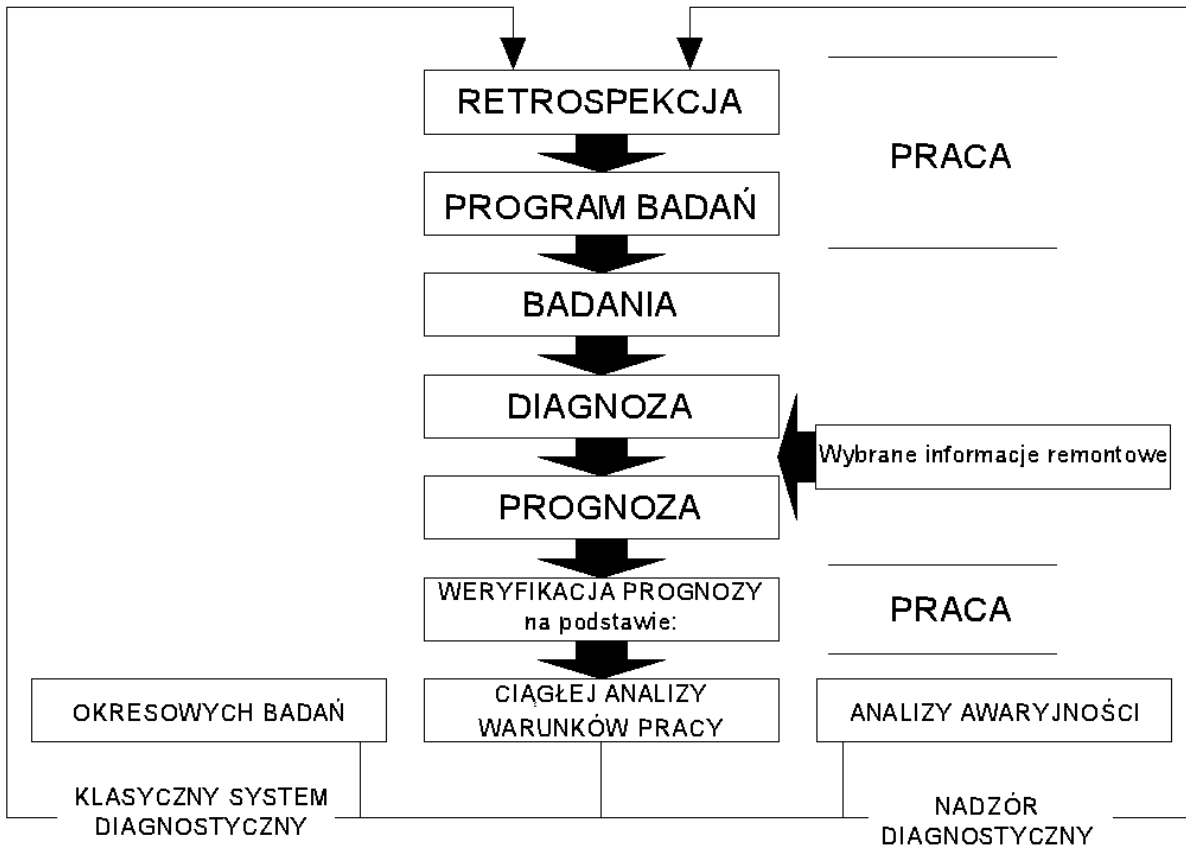 RETROSPEKCJA
PRACA
PROGRAM BADAŃ
BADANIA
DIAGNOZA
Wybrane informacje remontowe
PROGNOZA
WERYFIKACJA PROGNOZY
na podstawie:
PRACA
OKRESOWYCH BADAŃ
CIĄGŁEJ ANALIZY
WARUNKÓW PRACY
ANALIZY AWARYJNOŚCI
KLASYCZNY SYSTEM
DIAGNOSTYCZNY
NADZÓR
DIAGNOSTYCZNY